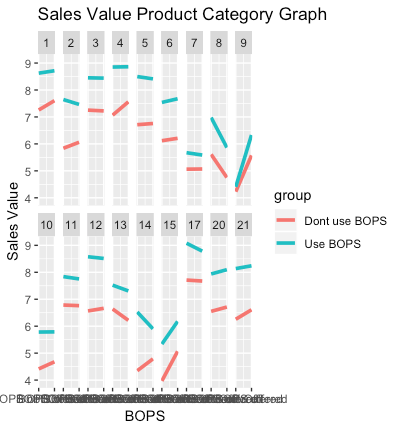 Sales Value Product Category Graph
1 2 3 4 5 6 7 8 9
9
8
7
6
5
4
10 11 12 13 14 15 17 20 21
9
8
7
6
5
4
Sales Value
BOPS
group
Dont use BOPS
Use BOPS